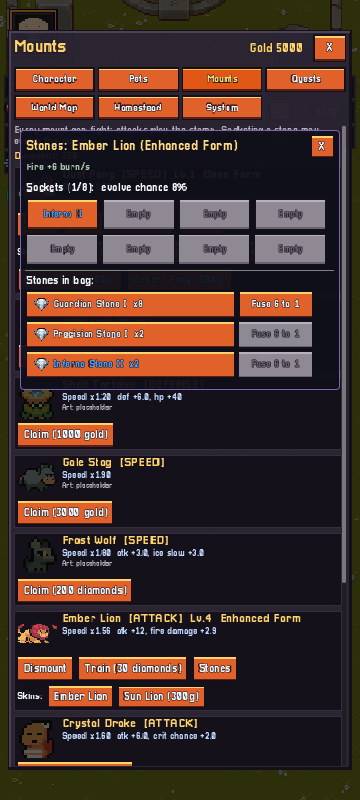 Mounts
Gold 5000
X
Character
Pets
Mounts
Quests
World Map
Homestead
System
Stones: Ember Lion (Enhanced Form)
X
Fire +6 burn/s
Sockets (1/8): evolve chance 8%
Inferno II
Empty
Empty
Empty
Empty
Empty
Empty
Empty
Stones in bag:
Guardian Stone I x8
Fuse 6 to 1
Precision Stone I x2
Fuse 6 to 1
Inferno Stone II x2
Fuse 6 to 1
Shell Tortoise [DEFENSE]
Speed x1.20 def +6.0, hp +40
Art: placeholder
Claim (1000 gold)
Gale Stag [SPEED]
Speed x1.90
Art: placeholder
Claim (3000 gold)
Frost Wolf [SPEED]
Speed x1.80 atk +3.0, ice slow +3.0
Art: placeholder
Claim (200 diamonds)
Ember Lion [ATTACK] Lv.4 Enhanced Form
Speed x1.56 atk +12, fire damage +2.9
Dismount
Train (30 diamonds)
Stones
Skins:
Ember Lion
Sun Lion (300g)
Crystal Drake [ATTACK]
Speed x1.60 atk +6.0, crit chance +2.0